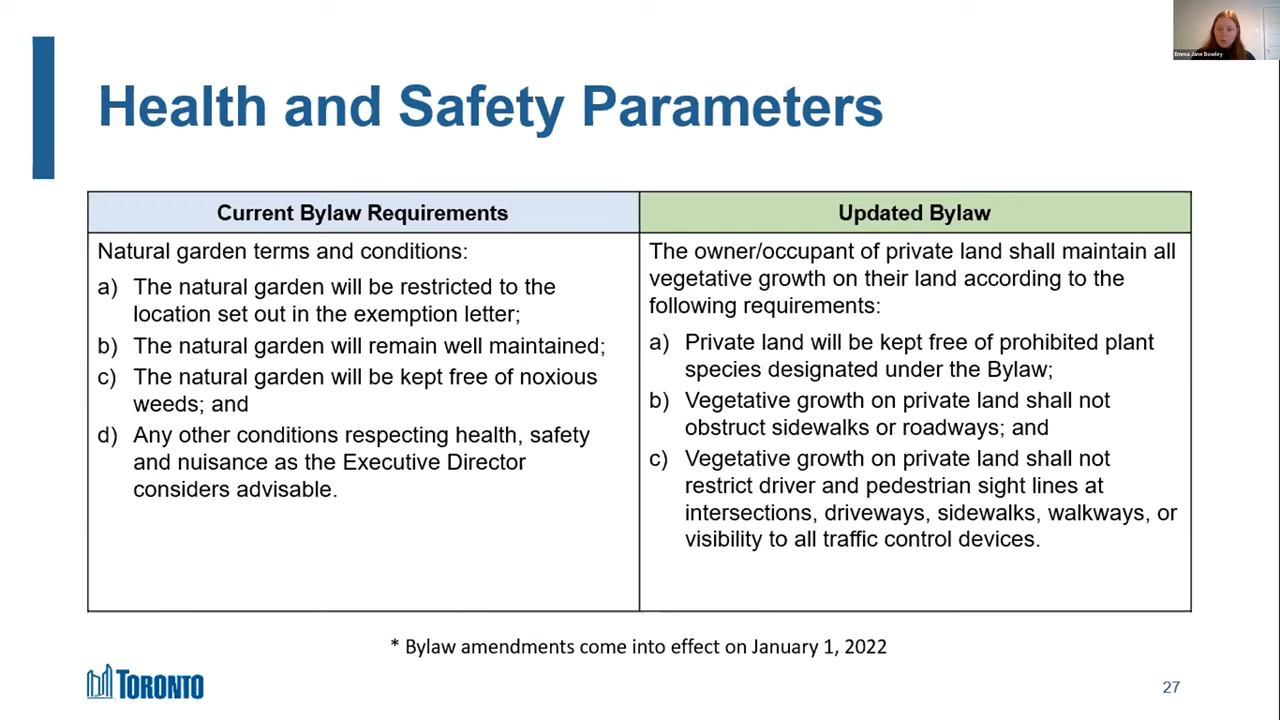 Emma Jane Bowley
Health and Safety Parameters
Current Bylaw Requirements
Natural garden terms and conditions:
a) The natural garden will be restricted to the
location set out in the exemption letter;
b) The natural garden will remain well maintained;
c) The natural garden will be kept free of noxious
weeds; and
d) Any other conditions respecting health, safety
and nuisance as the Executive Director
considers advisable.
Updated Bylaw
The owner/occupant of private land shall maintain all
vegetative growth on their land according to the
following requirements:
a) Private land will be kept free of prohibited plant
species designated under the Bylaw;
b) Vegetative growth on private land shall not
obstruct sidewalks or roadways; and
c) Vegetative growth on private land shall not
restrict driver and pedestrian sight lines at
intersections, driveways, sidewalks, walkways, or
visibility to all traffic control devices.
* Bylaw amendments come into effect on January 1, 2022
TORONTO
27